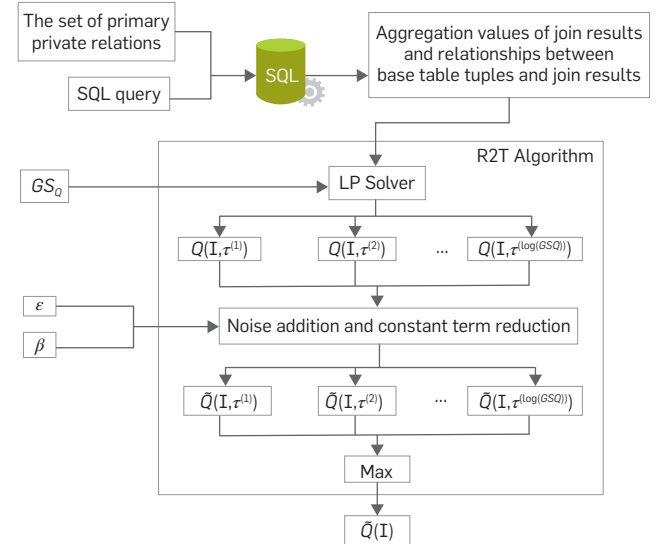 The set of primary
private relations
SQL query
SQL
Aggregation values of join results
and relationships between
base table tuples and join results
R2T Algorithm
GS_Q
LP Solver
Q(I,τ^(1))
Q(I,τ^(2))
...
Q(I,τ^(log(GSQ)))
ε
β
Noise addition and constant term reduction
Q̃(I,τ^(1))
Q̃(I,τ^(2))
...
Q̃(I,τ^(log(GSQ)))
Max
Q̃(I)